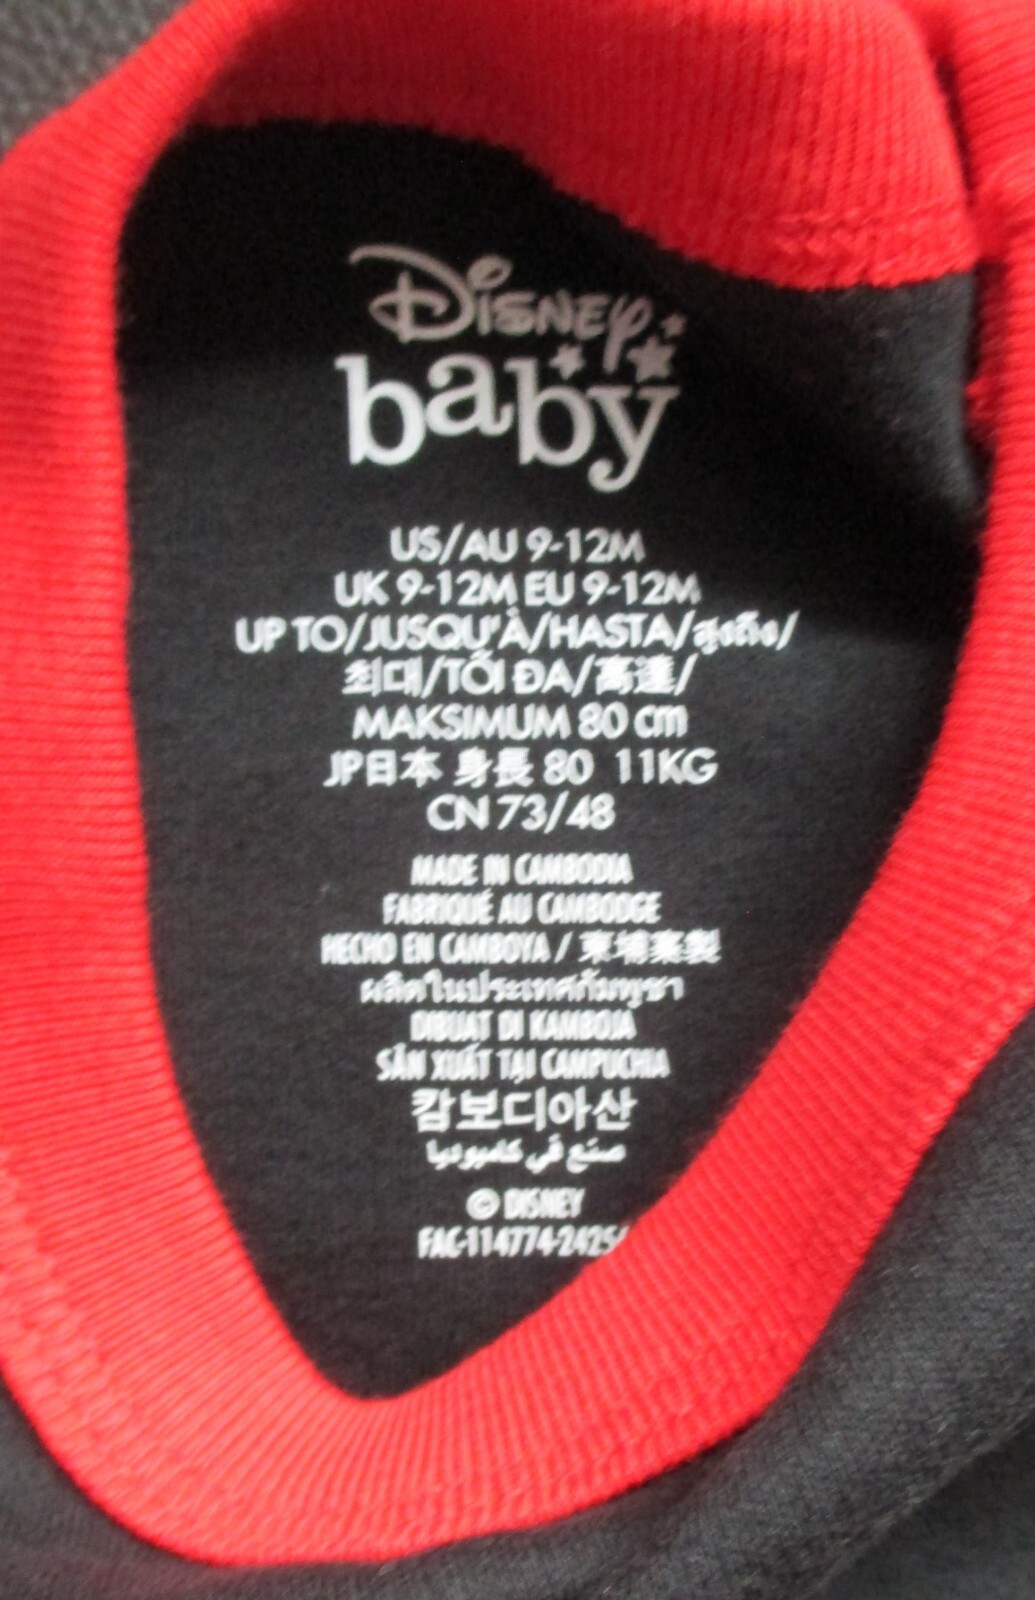 Disney
baby
US/AU 9-12M
UK 9-12M EU 9-12M
UP TO/JUSQU'À/HASTA/สูงถึง/
최대/TỐI ĐA/高達/
MAKSIMUM 80 cm
JP日本 身長 80 11KG
CN 73/48
MADE IN CAMBODIA
FABRIQUÉ AU CAMBODGE
HECHO EN CAMBOYA / 柬埔寨製
ผลิตในประเทศกัมพูชา
DIBUAT DI KAMBOJA
SẢN XUẤT TẠI CAMPUCHIA
캄보디아산
صنع في كامبوديا
© DISNEY
FAC-114774-2425